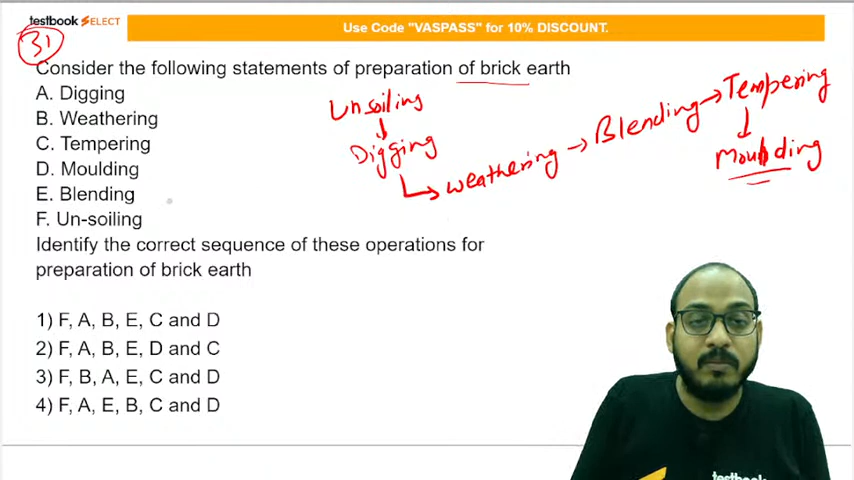 testbook SELECT
Use Code "VASPASS" for 10% DISCOUNT.
31
Consider the following statements of preparation of brick earth
A. Digging
B. Weathering
C. Tempering
D. Moulding
E. Blending
F. Un-soiling
Identify the correct sequence of these operations for
preparation of brick earth
1) F, A, B, E, C and D
2) F, A, B, E, D and C
3) F, B, A, E, C and D
4) F, A, E, B, C and D
Unsoiling
↓
Digging
↳ weathering → Blending → Tempering
↓
Moulding
testbook